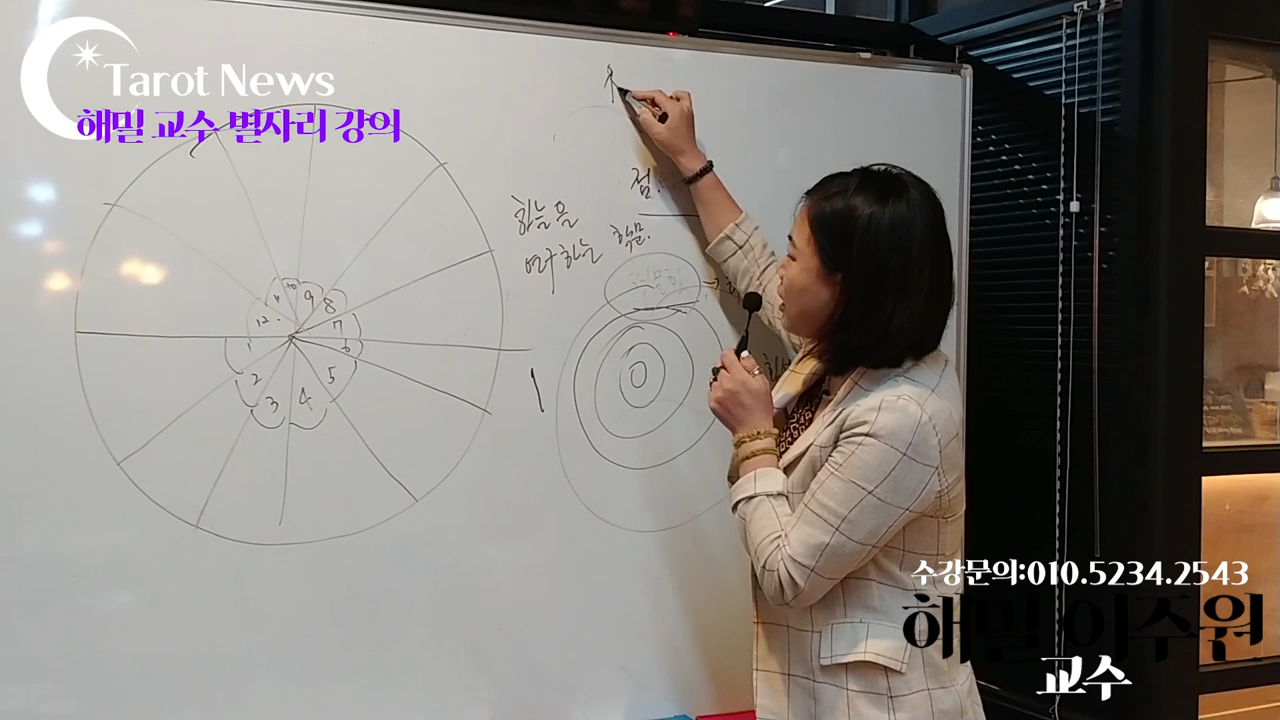 Tarot News
해밀 교수 별자리 강의
점
하늘을
연구하는 학문.
10
9
8
11
12
7
1
6
2
5
3
4
수강문의:010.5234.2543
해밀 이주원
교수